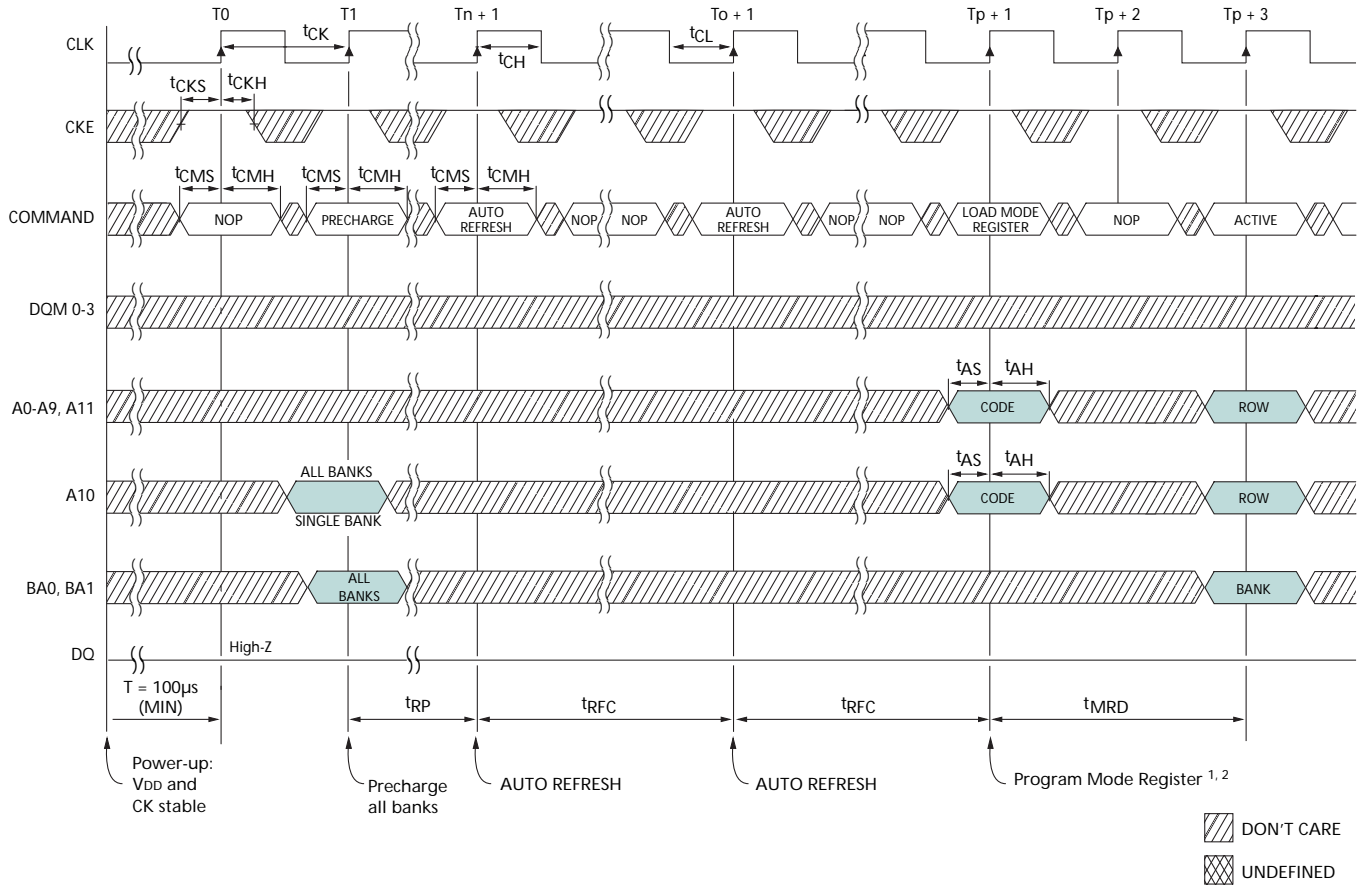 T0 T1 Tn + 1 To + 1 Tp + 1 Tp + 2 Tp + 3
CLK
tCK tCH tCL
tCKS tCKH
CKE
tCMS tCMH tCMS tCMH tCMS tCMH
COMMAND
NOP PRECHARGE AUTO REFRESH NOP NOP AUTO REFRESH NOP NOP LOAD MODE REGISTER NOP ACTIVE
DQM 0-3
tAS tAH
A0-A9, A11 CODE ROW
ALL BANKS tAS tAH
A10 CODE ROW
SINGLE BANK
BA0, BA1 ALL BANKS BANK
DQ High-Z
T = 100µs
(MIN)
tRP tRFC tRFC tMRD
Power-up:
VDD and
CK stable
Precharge
all banks
AUTO REFRESH
AUTO REFRESH
Program Mode Register 1, 2
DON'T CARE
UNDEFINED